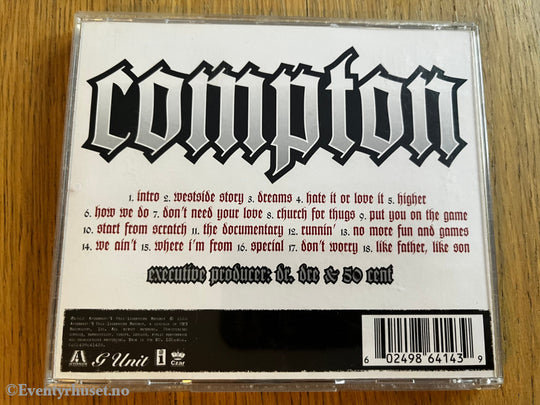 compton
1. intro 2. westside story 3. dreams 4. hate it or love it 5. higher
6. how we do 7. don't need your love 8. church for thugs 9. put you on the game
10. start from scratch 11. the documentary 12. runnin' 13. no more fun and games
14. we ain't 15. where i'm from 16. special 17. don't worry 18. like father, like son
executive producer: dr. dre & 50 cent
G Unit
Czar
6 02498 64143 9
© Eventyrhuset.no